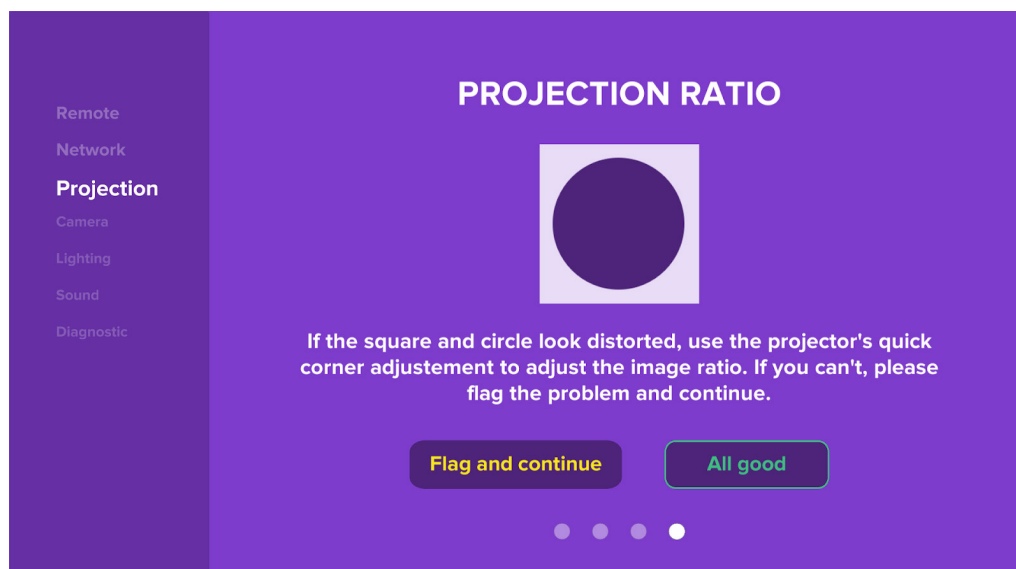 Remote
Network
Projection
Camera
Lighting
Sound
Diagnostic
PROJECTION RATIO
If the square and circle look distorted, use the projector's quick
corner adjustement to adjust the image ratio. If you can't, please
flag the problem and continue.
Flag and continue
All good